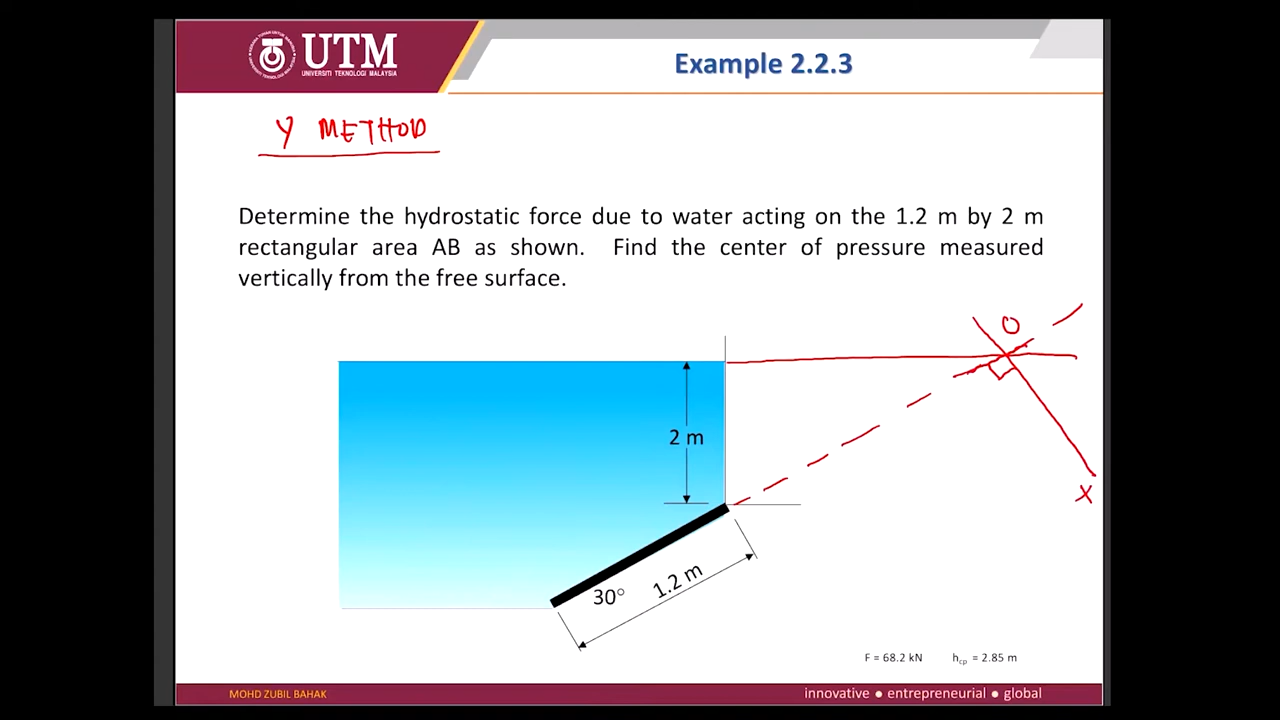 UTM
UNIVERSITI TEKNOLOGI MALAYSIA
Example 2.2.3
Y METHOD
Determine the hydrostatic force due to water acting on the 1.2 m by 2 m
rectangular area AB as shown. Find the center of pressure measured
vertically from the free surface.
O
2 m
X
30°
1.2 m
F = 68.2 kN h_cp = 2.85 m
MOHD ZUBIL BAHAK
innovative ● entrepreneurial ● global